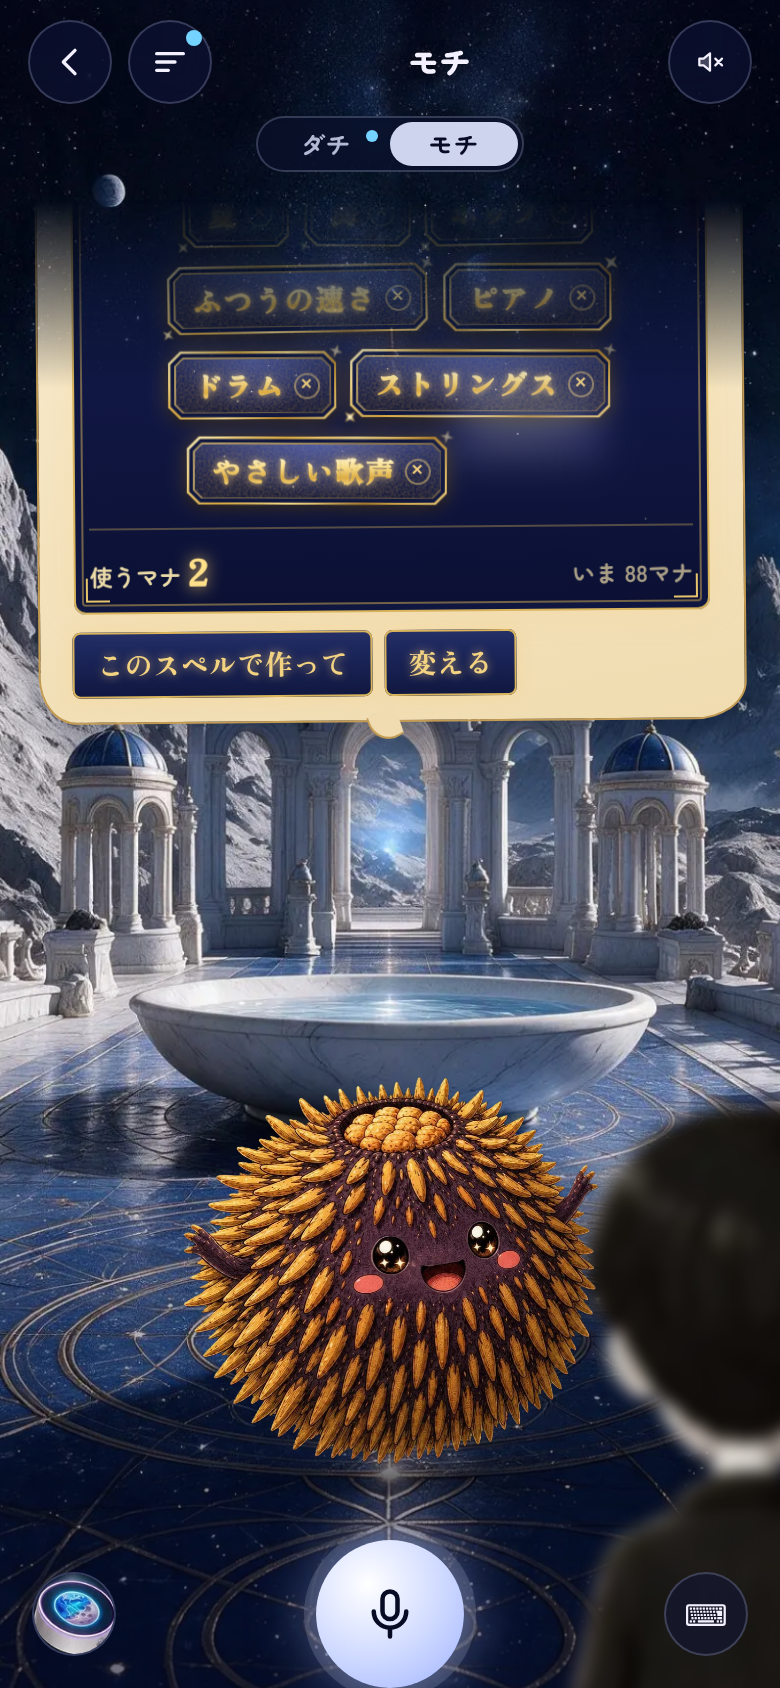 モチ
ダチ モチ
ふつうの速さ ピアノ
ドラム ストリングス
やさしい歌声
使うマナ 2 いま 88マナ
このスペルで作って 変える